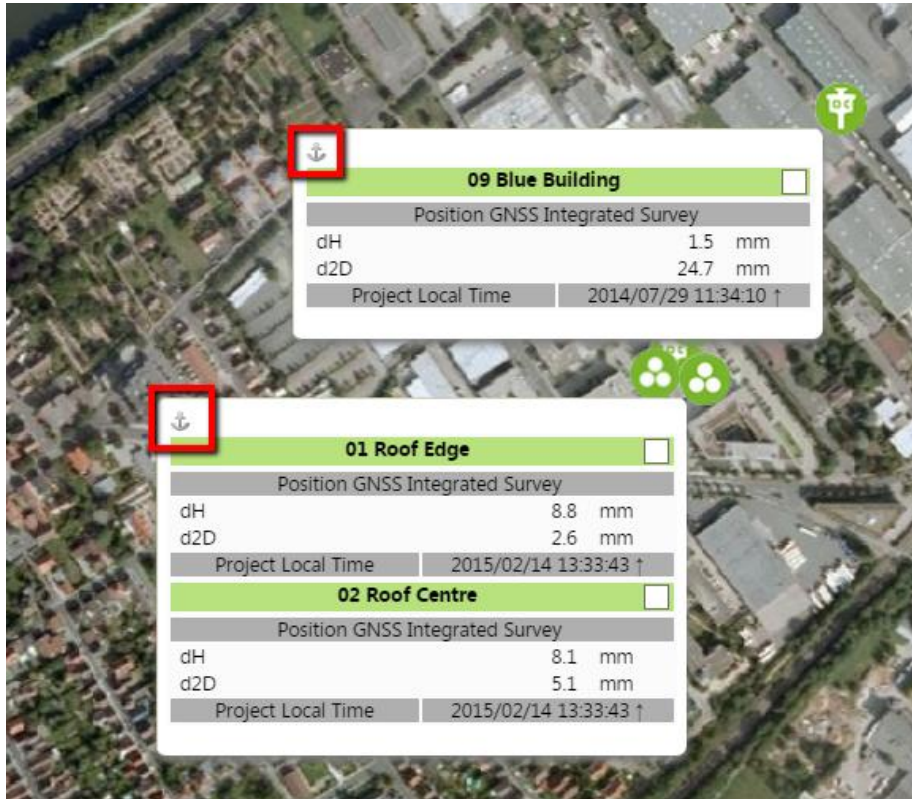 09 Blue Building
Position GNSS Integrated Survey
dH 1.5 mm
d2D 24.7 mm
Project Local Time 2014/07/29 11:34:10 ↑
01 Roof Edge
Position GNSS Integrated Survey
dH 8.8 mm
d2D 2.6 mm
Project Local Time 2015/02/14 13:33:43 ↑
02 Roof Centre
Position GNSS Integrated Survey
dH 8.1 mm
d2D 5.1 mm
Project Local Time 2015/02/14 13:33:43 ↑